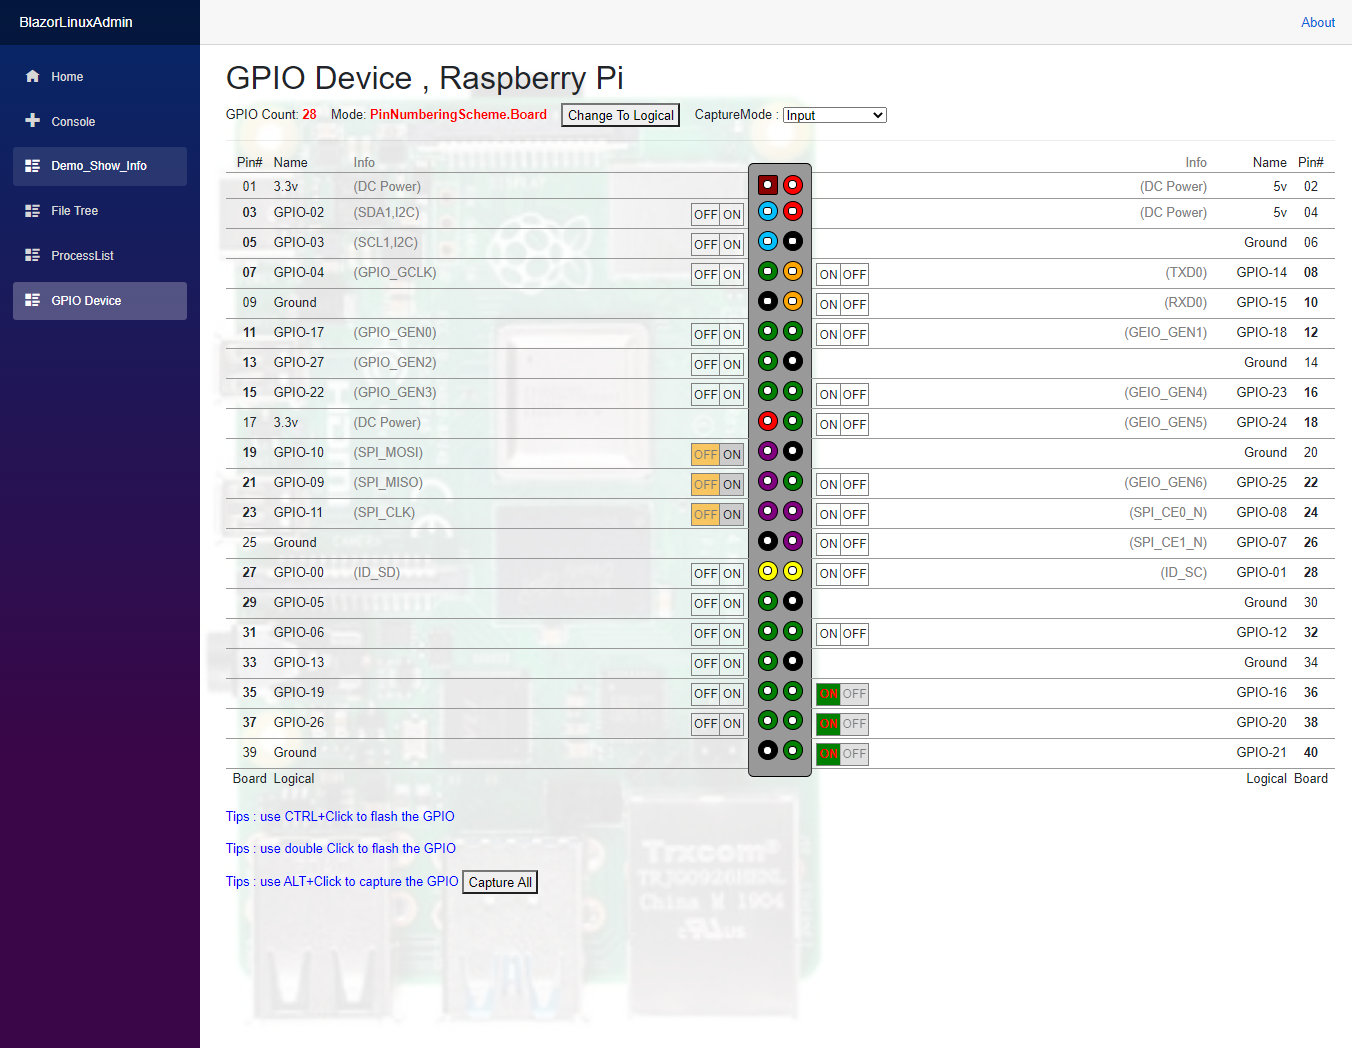 BlazorLinuxAdmin
About
Home
Console
Demo_Show_Info
File Tree
ProcessList
GPIO Device
GPIO Device , Raspberry Pi
GPIO Count: 28 Mode: PinNumberingScheme.Board Change To Logical CaptureMode : Input
Pin# Name Info Info Name Pin#
01 3.3v (DC Power) (DC Power) 5v 02
03 GPIO-02 (SDA1,I2C) OFF ON (DC Power) 5v 04
05 GPIO-03 (SCL1,I2C) OFF ON Ground 06
07 GPIO-04 (GPIO_GCLK) OFF ON ON OFF (TXD0) GPIO-14 08
09 Ground ON OFF (RXD0) GPIO-15 10
11 GPIO-17 (GPIO_GEN0) OFF ON ON OFF (GEIO_GEN1) GPIO-18 12
13 GPIO-27 (GPIO_GEN2) OFF ON Ground 14
15 GPIO-22 (GPIO_GEN3) OFF ON ON OFF (GEIO_GEN4) GPIO-23 16
17 3.3v (DC Power) ON OFF (GEIO_GEN5) GPIO-24 18
19 GPIO-10 (SPI_MOSI) OFF ON Ground 20
21 GPIO-09 (SPI_MISO) OFF ON ON OFF (GEIO_GEN6) GPIO-25 22
23 GPIO-11 (SPI_CLK) OFF ON ON OFF (SPI_CE0_N) GPIO-08 24
25 Ground ON OFF (SPI_CE1_N) GPIO-07 26
27 GPIO-00 (ID_SD) OFF ON ON OFF (ID_SC) GPIO-01 28
29 GPIO-05 OFF ON Ground 30
31 GPIO-06 OFF ON ON OFF GPIO-12 32
33 GPIO-13 OFF ON Ground 34
35 GPIO-19 OFF ON ON OFF GPIO-16 36
37 GPIO-26 OFF ON ON OFF GPIO-20 38
39 Ground ON OFF GPIO-21 40
Board Logical Logical Board
Tips : use CTRL+Click to flash the GPIO
Tips : use double Click to flash the GPIO
Tips : use ALT+Click to capture the GPIO Capture All
Trxcom®
China M 1904